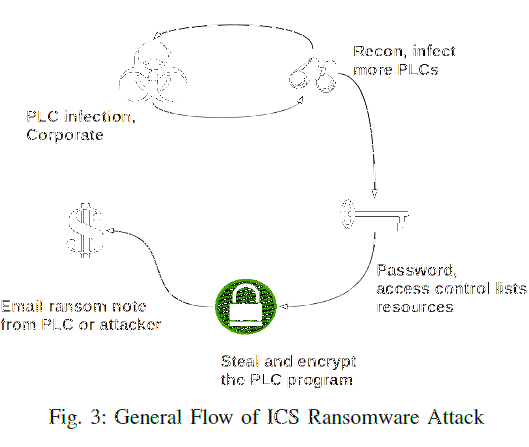 Recon, infect
more PLCs
PLC infection,
Corporate
Password,
access control lists
resources
Email ransom note
from PLC or attacker
Steal and encrypt
the PLC program
Fig. 3: General Flow of ICS Ransomware Attack